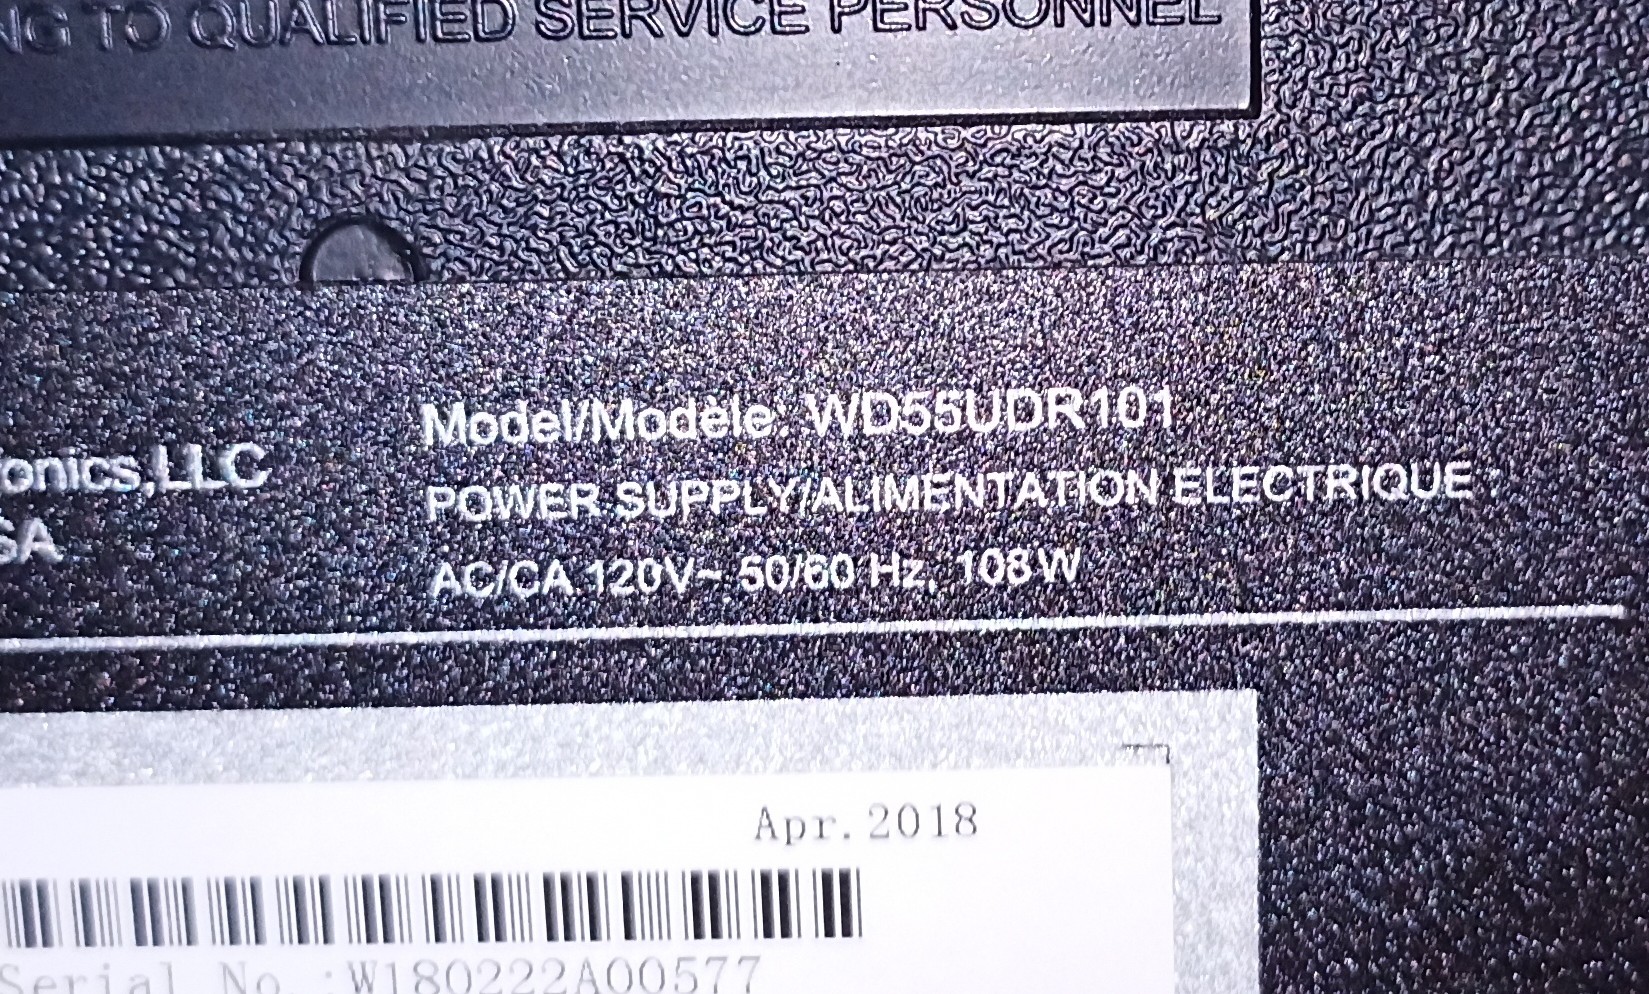 NG TO QUALIFIED SERVICE PERSONNEL
Model/Modèle: WD55UDR101
onics,LLC
POWER SUPPLY/ALIMENTATION ELECTRIQUE :
SA
AC/CA 120V~ 50/60 Hz, 108W
Apr.2018
Serial No.:W180222A00577